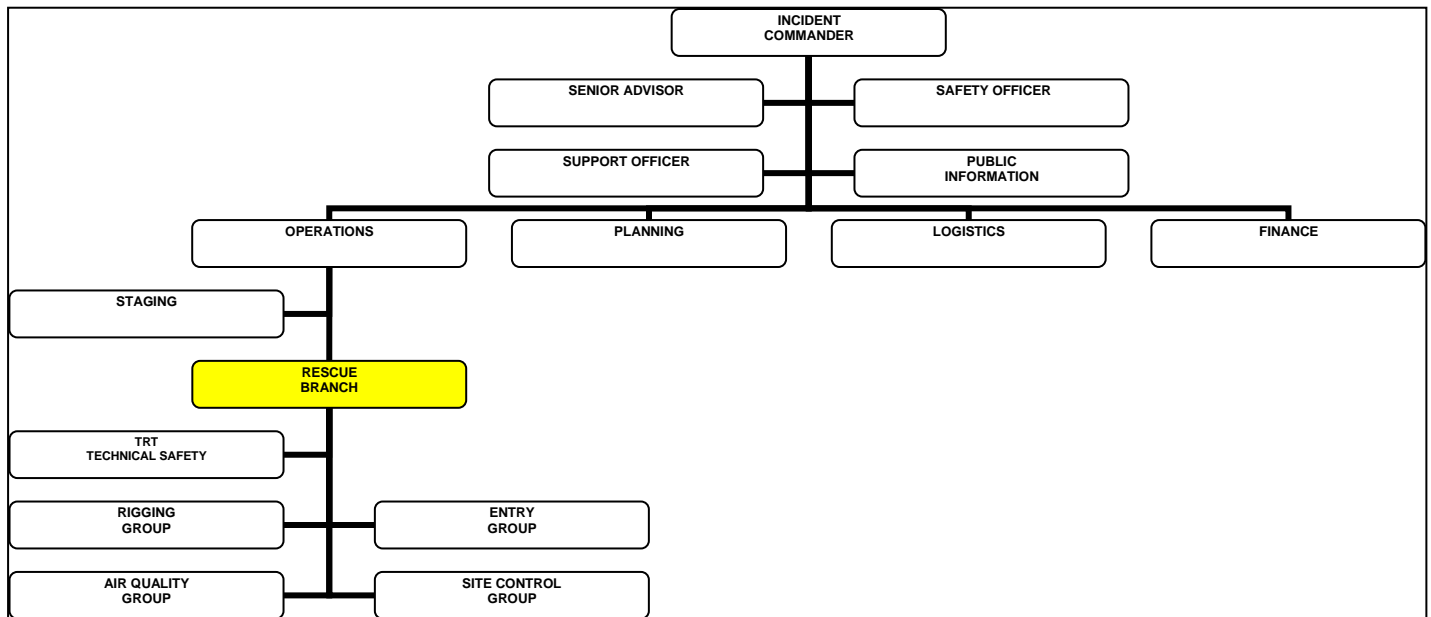 INCIDENT
COMMANDER
SENIOR ADVISOR
SAFETY OFFICER
SUPPORT OFFICER
PUBLIC
INFORMATION
OPERATIONS
PLANNING
LOGISTICS
FINANCE
STAGING
RESCUE
BRANCH
TRT
TECHNICAL SAFETY
RIGGING
GROUP
ENTRY
GROUP
AIR QUALITY
GROUP
SITE CONTROL
GROUP